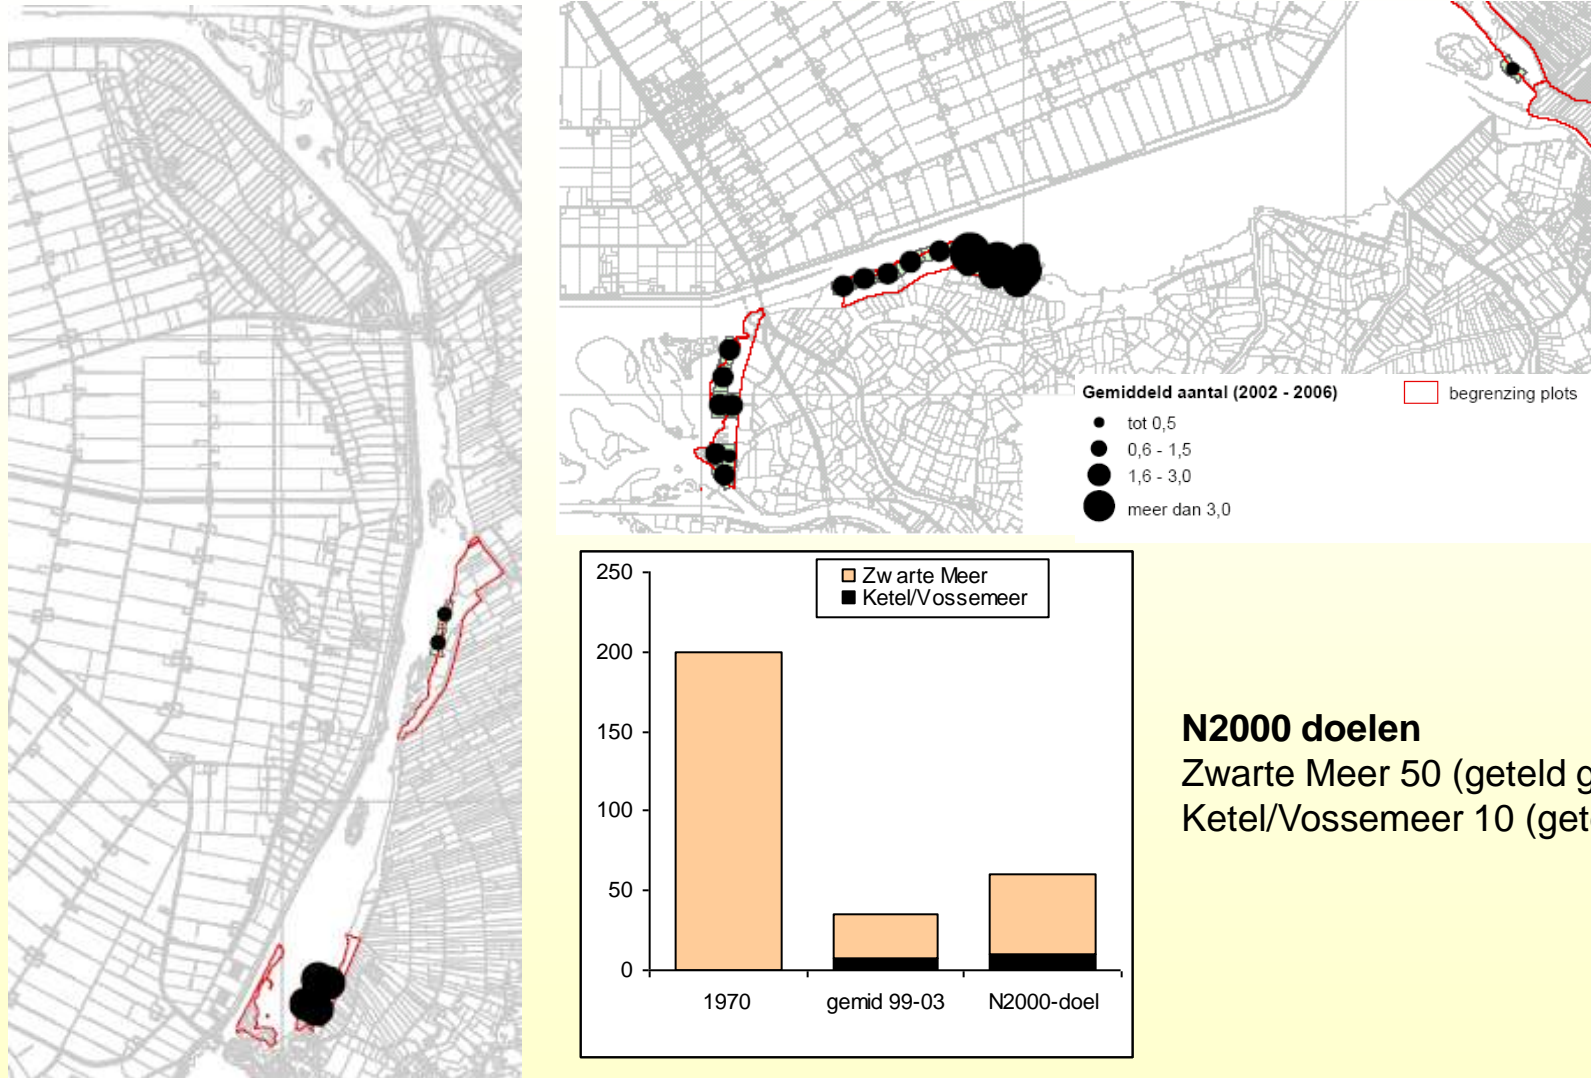 Gemiddeld aantal (2002 - 2006)
begrenzing plots
tot 0,5
0,6 - 1,5
1,6 - 3,0
meer dan 3,0
250
200
150
100
50
0
Zwarte Meer
Ketel/Vossemeer
1970
gemid 99-03
N2000-doel
N2000 doelen
Zwarte Meer 50 (geteld
Ketel/Vossemeer 10